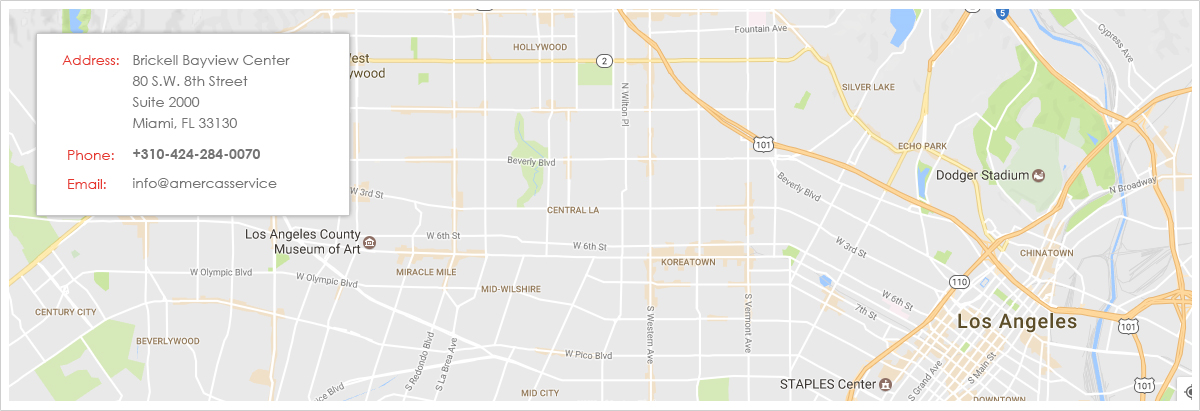 Address: Brickell Bayview Center
80 S.W. 8th Street
Suite 2000
Miami, FL 33130
Phone: +310-424-284-0070
Email: info@amercasservice
HOLLYWOOD
Fountain Ave
5
Cypress Ave
est
ywood
2
N Wilton Pl
SILVER LAKE
101
ECHO PARK
Beverly Blvd
Dodger Stadium
N Broadway
Beverly Blvd
W 3rd St
CENTRAL LA
Los Angeles County
Museum of Art
W 6th St
W 6th St
W 3rd St
CHINATOWN
KOREATOWN
W Olympic Blvd
W Olympic Blvd
MIRACLE MILE
MID-WILSHIRE
110
W 6th St
7th St
CENTURY CITY
S Western Ave
S Vermont Ave
Los Angeles
101
BEVERLYWOOD
S Redondo Blvd
S La Brea Ave
W Pico Blvd
S Main St
S Grand Ave
STAPLES Center
101
ice Blvd
MID CITY
DOWNTOWN